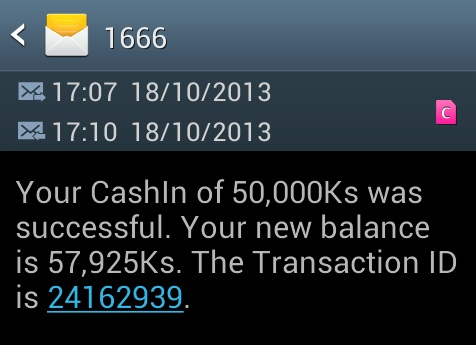 1666
17:07 18/10/2013
17:10 18/10/2013
C
Your CashIn of 50,000Ks was
successful. Your new balance
is 57,925Ks. The Transaction ID
is 24162939.